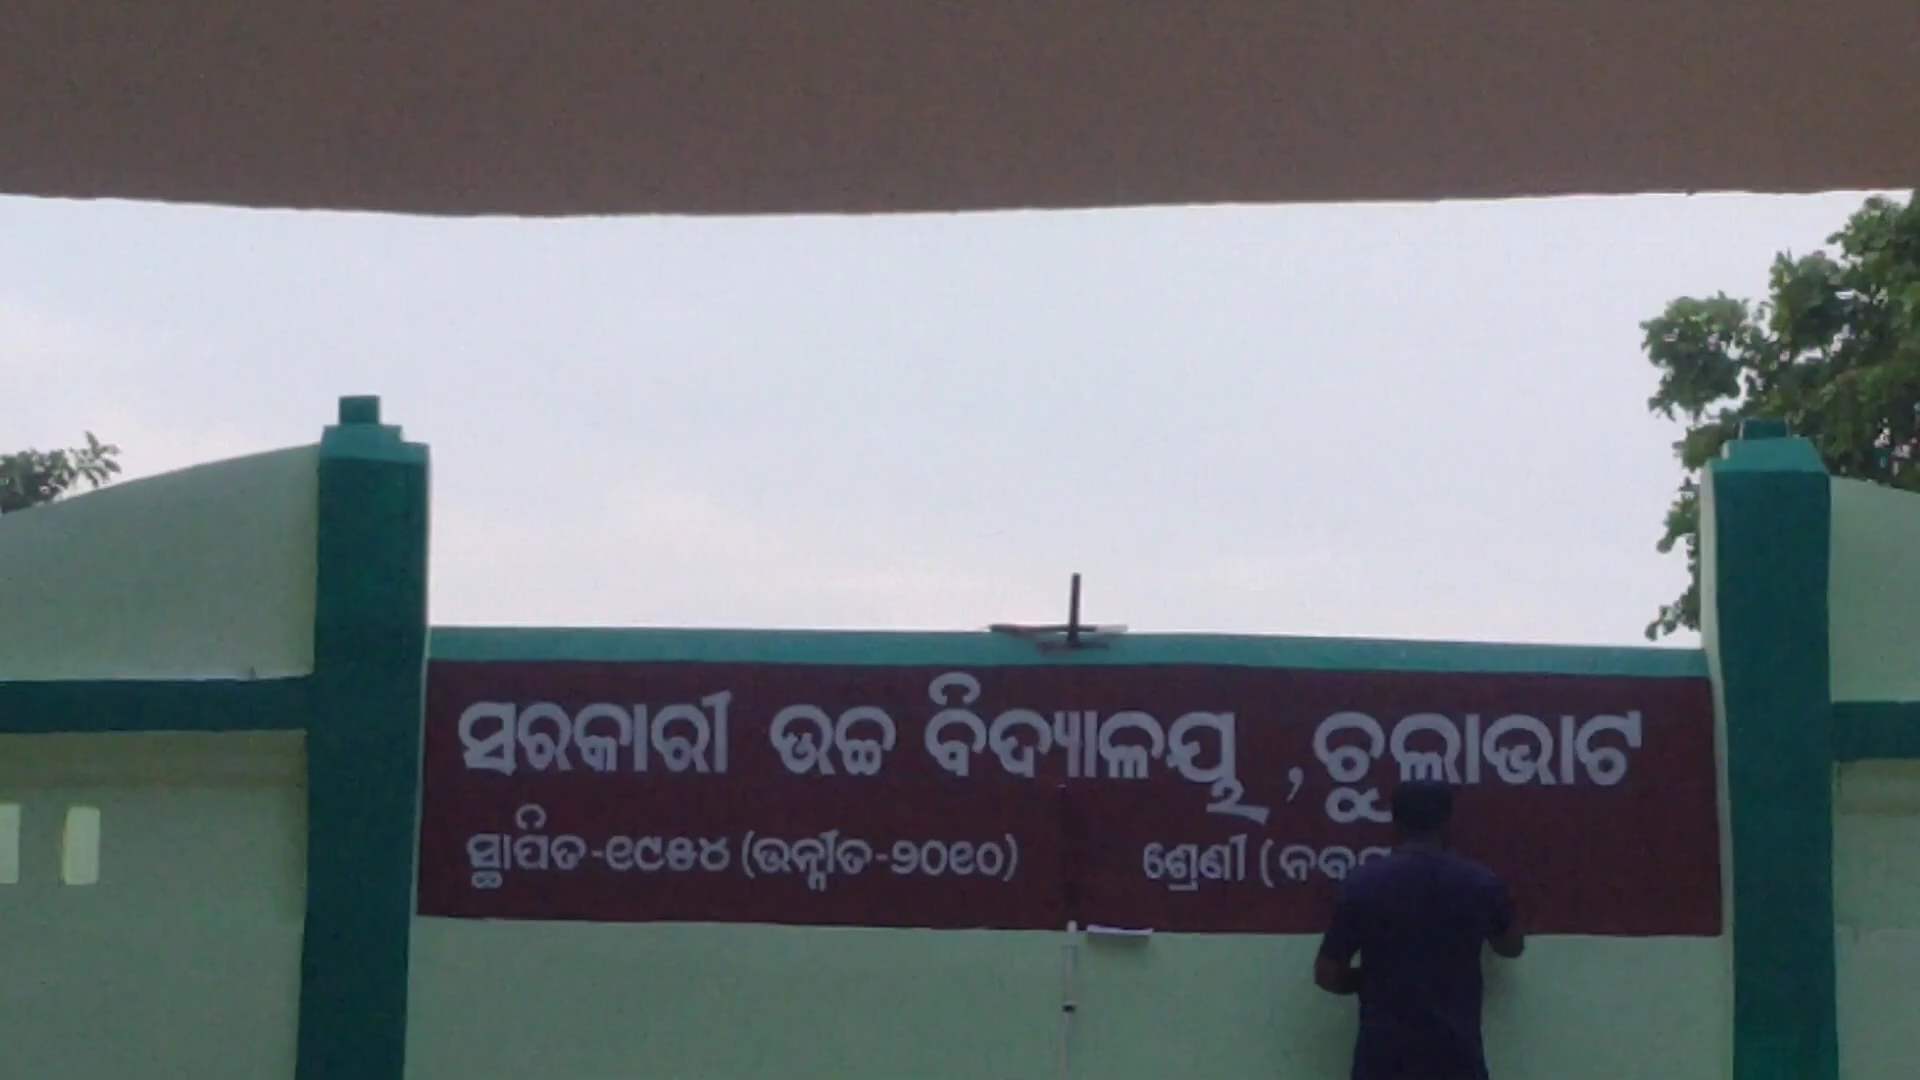 ସରକାରୀ ଉଚ୍ଚ ବିଦ୍ୟାଳୟ , ଚୁଲାଭାଟ
ସ୍ଥାପିତ-୧୯୫୪ (ଉନ୍ନୀତ-୨୦୧୦) ଶ୍ରେଣୀ (